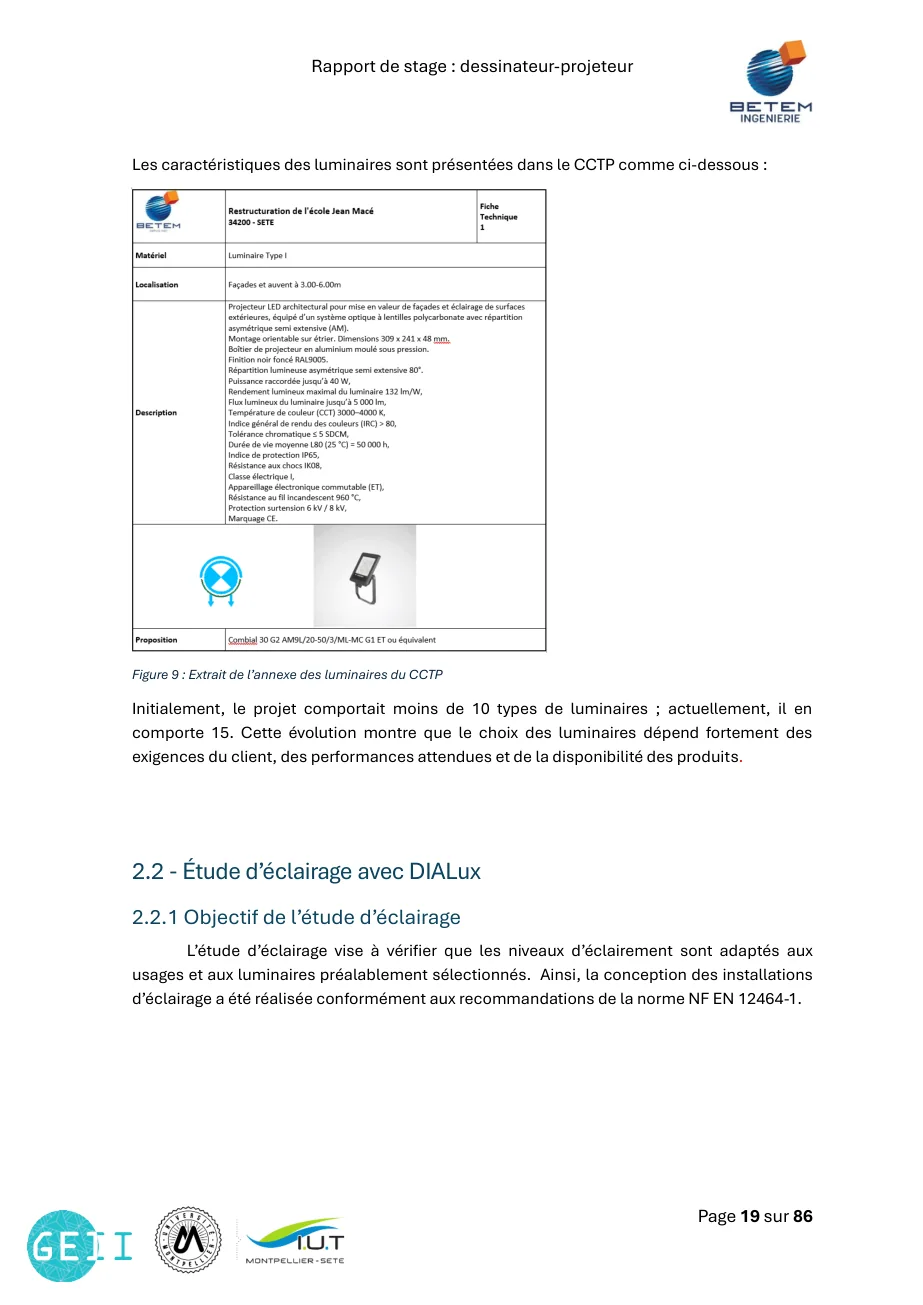 Rapport de stage : dessinateur-projeteur
BETEM
INGENIERIE
Les caractéristiques des luminaires sont présentées dans le CCTP comme ci-dessous :
BETEM
Restructuration de l'école Jean Macé
34200 - SETE
Fiche
Technique
1
Matériel
Luminaire Type I
Localisation
Façades et auvent à 3.00-6.00m
Description
Projecteur LED architectural pour mise en valeur de façades et éclairage de surfaces
extérieures, équipé d'un système optique à lentilles polycarbonate avec répartition
asymétrique semi extensive (AM).
Montage orientable sur étrier. Dimensions 309 x 241 x 48 mm.
Boîtier de projecteur en aluminium moulé sous pression.
Finition noir foncé RAL9005.
Répartition lumineuse asymétrique semi extensive 80°.
Puissance raccordée jusqu'à 40 W,
Rendement lumineux maximal du luminaire 132 lm/W,
Flux lumineux du luminaire jusqu'à 5 000 lm,
Température de couleur (CCT) 3000–4000 K,
Indice général de rendu des couleurs (IRC) > 80,
Tolérance chromatique ≤ 5 SDCM,
Durée de vie moyenne L80 (25 °C) = 50 000 h,
Indice de protection IP65,
Résistance aux chocs IK08,
Classe électrique I,
Appareillage électronique commutable (ET),
Résistance au fil incandescent 960 °C,
Protection surtension 6 kV / 8 kV,
Marquage CE.
Proposition
Combial 30 G2 AM9L/20-50/3/ML-MC G1 ET ou équivalent
Figure 9 : Extrait de l'annexe des luminaires du CCTP
Initialement, le projet comportait moins de 10 types de luminaires ; actuellement, il en
comporte 15. Cette évolution montre que le choix des luminaires dépend fortement des
exigences du client, des performances attendues et de la disponibilité des produits.
2.2 - Étude d'éclairage avec DIALux
2.2.1 Objectif de l'étude d'éclairage
L'étude d'éclairage vise à vérifier que les niveaux d'éclairement sont adaptés aux
usages et aux luminaires préalablement sélectionnés. Ainsi, la conception des installations
d'éclairage a été réalisée conformément aux recommandations de la norme NF EN 12464-1.
Page 19 sur 86
GEII
UNIVERSITÉ
MONTPELLIER
I.U.T
MONTPELLIER - SETE